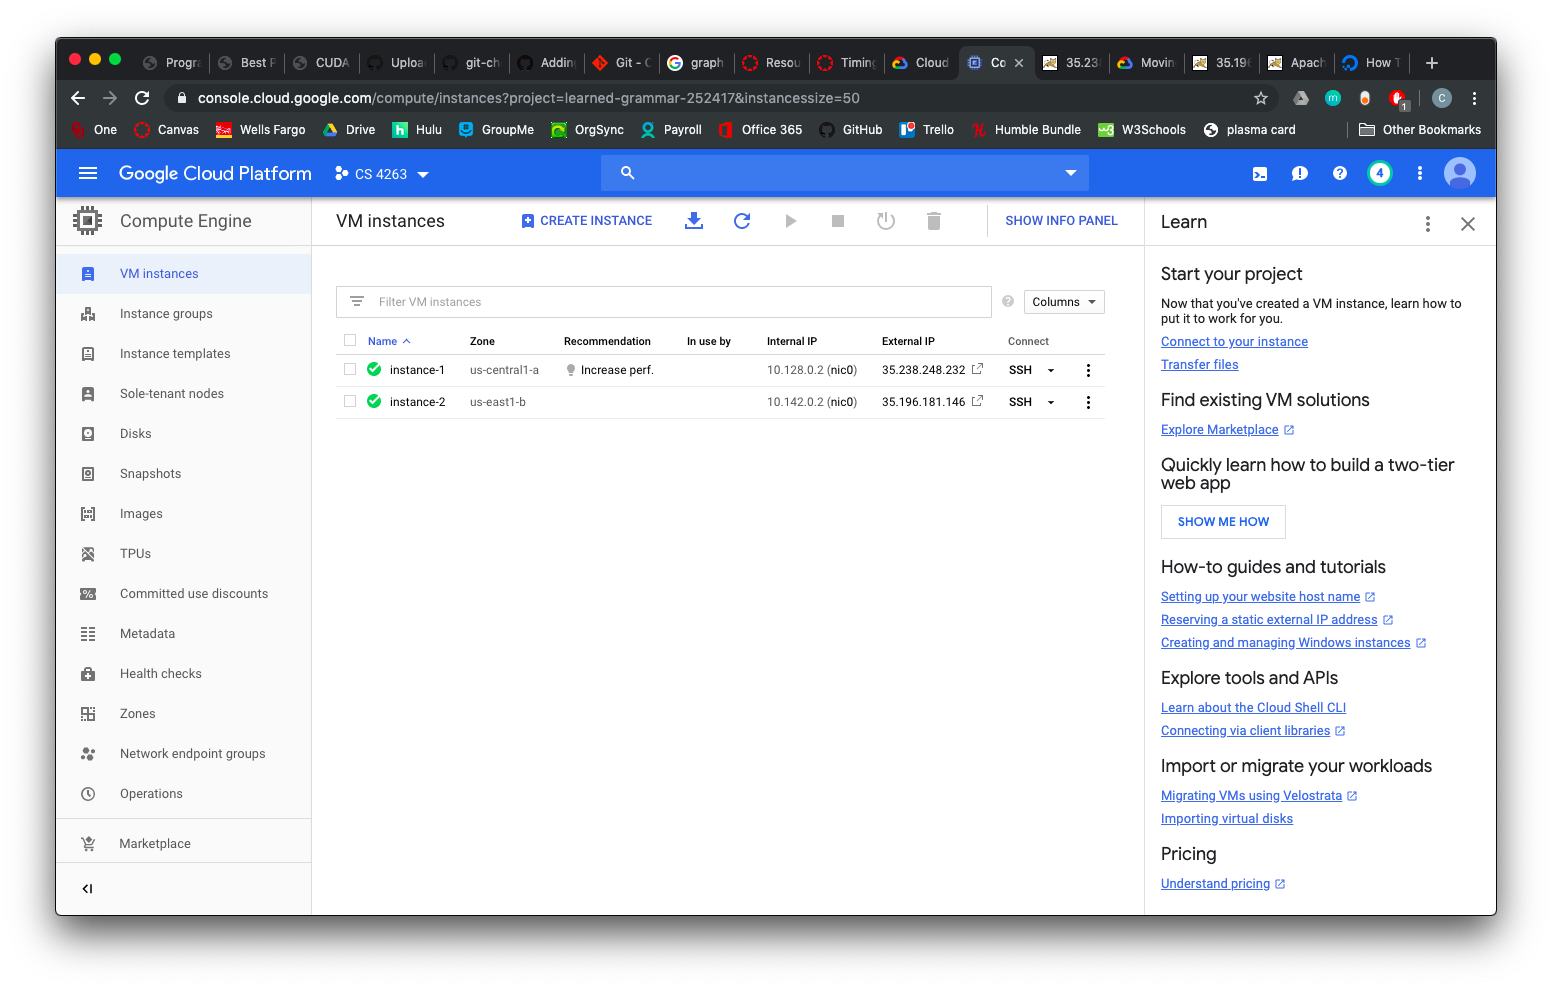 Progra Best P CUDA Uploa git-ch Adding Git - C graph Resou Timing Cloud Co 35.23 Movin 35.196 Apach How T
console.cloud.google.com/compute/instances?project=learned-grammar-252417&instancessize=50
m 1 C
One Canvas Wells Fargo Drive Hulu GroupMe OrgSync Payroll Office 365 GitHub Trello Humble Bundle W3Schools plasma card Other Bookmarks
Google Cloud Platform CS 4263 4
Compute Engine
VM instances
Instance groups
Instance templates
Sole-tenant nodes
Disks
Snapshots
Images
TPUs
Committed use discounts
Metadata
Health checks
Zones
Network endpoint groups
Operations
Marketplace
VM instances CREATE INSTANCE SHOW INFO PANEL
Filter VM instances Columns
Name Zone Recommendation In use by Internal IP External IP Connect
instance-1 us-central1-a Increase perf. 10.128.0.2 (nic0) 35.238.248.232 SSH
instance-2 us-east1-b 10.142.0.2 (nic0) 35.196.181.146 SSH
Learn
Start your project
Now that you've created a VM instance, learn how to
put it to work for you.
Connect to your instance
Transfer files
Find existing VM solutions
Explore Marketplace
Quickly learn how to build a two-tier
web app
SHOW ME HOW
How-to guides and tutorials
Setting up your website host name
Reserving a static external IP address
Creating and managing Windows instances
Explore tools and APIs
Learn about the Cloud Shell CLI
Connecting via client libraries
Import or migrate your workloads
Migrating VMs using Velostrata
Importing virtual disks
Pricing
Understand pricing